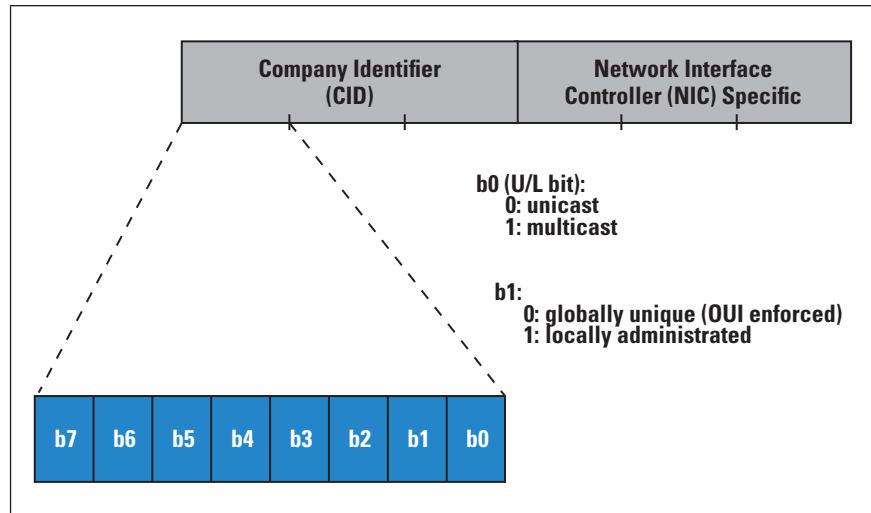 Company Identifier
(CID)
Network Interface
Controller (NIC) Specific
b0 (U/L bit):
0: unicast
1: multicast
b1:
0: globally unique (OUI enforced)
1: locally administrated
b7 b6 b5 b4 b3 b2 b1 b0